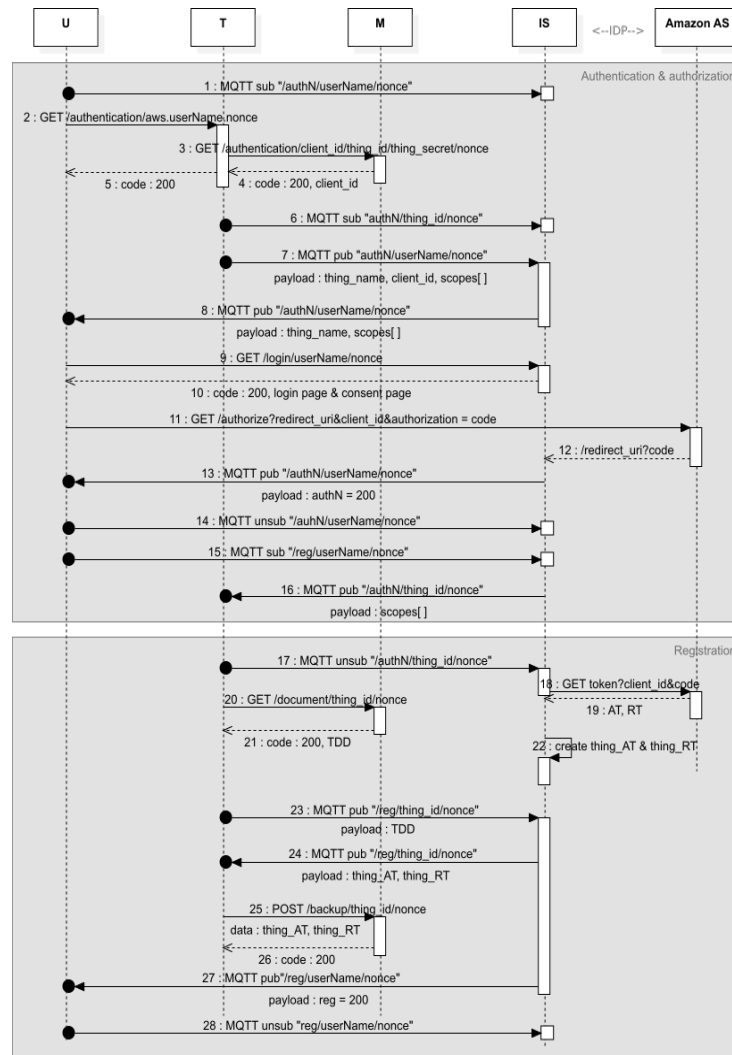 U
T
M
IS
<--IDP-->
Amazon AS
Authentication & authorization
1 : MQTT sub "/authN/userName/nonce"
2 : GET /authentication/aws.userName.nonce
3 : GET /authentication/client_id/thing_id/thing_secret/nonce
4 : code : 200, client_id
5 : code : 200
6 : MQTT sub "authN/thing_id/nonce"
7 : MQTT pub "authN/userName/nonce"
payload : thing_name, client_id, scopes[ ]
8 : MQTT pub "/authN/userName/nonce"
payload : thing_name, scopes[ ]
9 : GET /login/userName/nonce
10 : code : 200, login page & consent page
11 : GET /authorize?redirect_uri&client_id&authorization = code
12 : /redirect_uri?code
13 : MQTT pub "/authN/userName/nonce"
payload : authN = 200
14 : MQTT unsub "/auhN/userName/nonce"
15 : MQTT sub "/reg/userName/nonce"
16 : MQTT pub "/authN/thing_id/nonce"
payload : scopes[ ]
Registration
17 : MQTT unsub "/authN/thing_id/nonce"
18 : GET token?client_id&code
19 : AT, RT
20 : GET /document/thing_id/nonce
21 : code : 200, TDD
22 : create thing_AT & thing_RT
23 : MQTT pub "/reg/thing_id/nonce"
payload : TDD
24 : MQTT pub "/reg/thing_id/nonce"
payload : thing_AT, thing_RT
25 : POST /backup/thing_id/nonce
data : thing_AT, thing_RT
26 : code : 200
27 : MQTT pub"/reg/userName/nonce"
payload : reg = 200
28 : MQTT unsub "reg/userName/nonce"